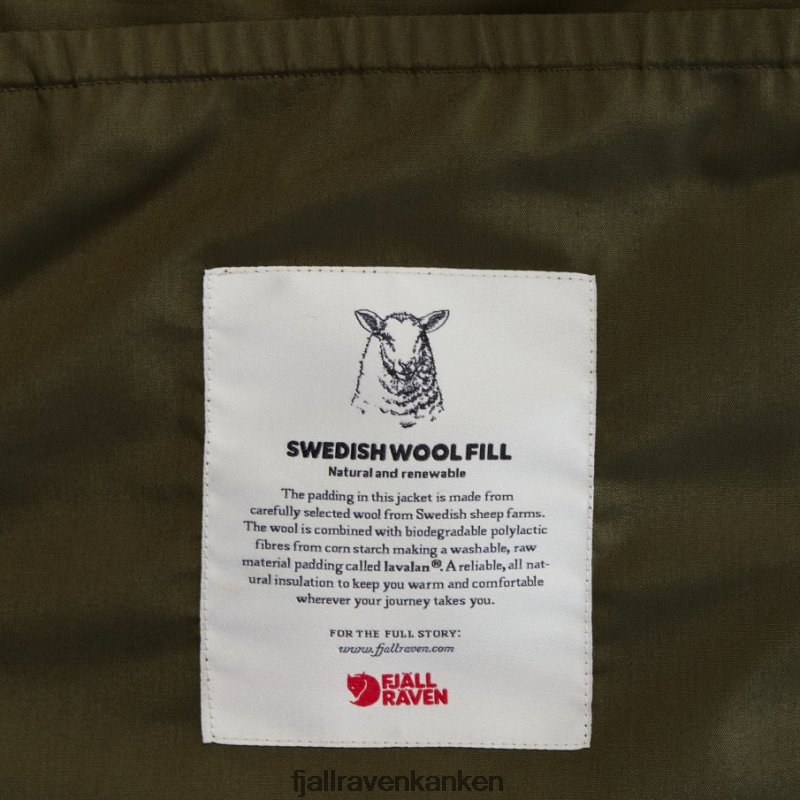 SWEDISH WOOL FILL
Natural and renewable
The padding in this jacket is made from
carefully selected wool from Swedish sheep farms.
The wool is combined with biodegradable polylactic
fibres from corn starch making a washable, raw
material padding called lavalan®. A reliable, all nat-
ural insulation to keep you warm and comfortable
wherever your journey takes you.
FOR THE FULL STORY:
www.fjallraven.com
FJÄLL
RÄVEN
fjallravenkanken